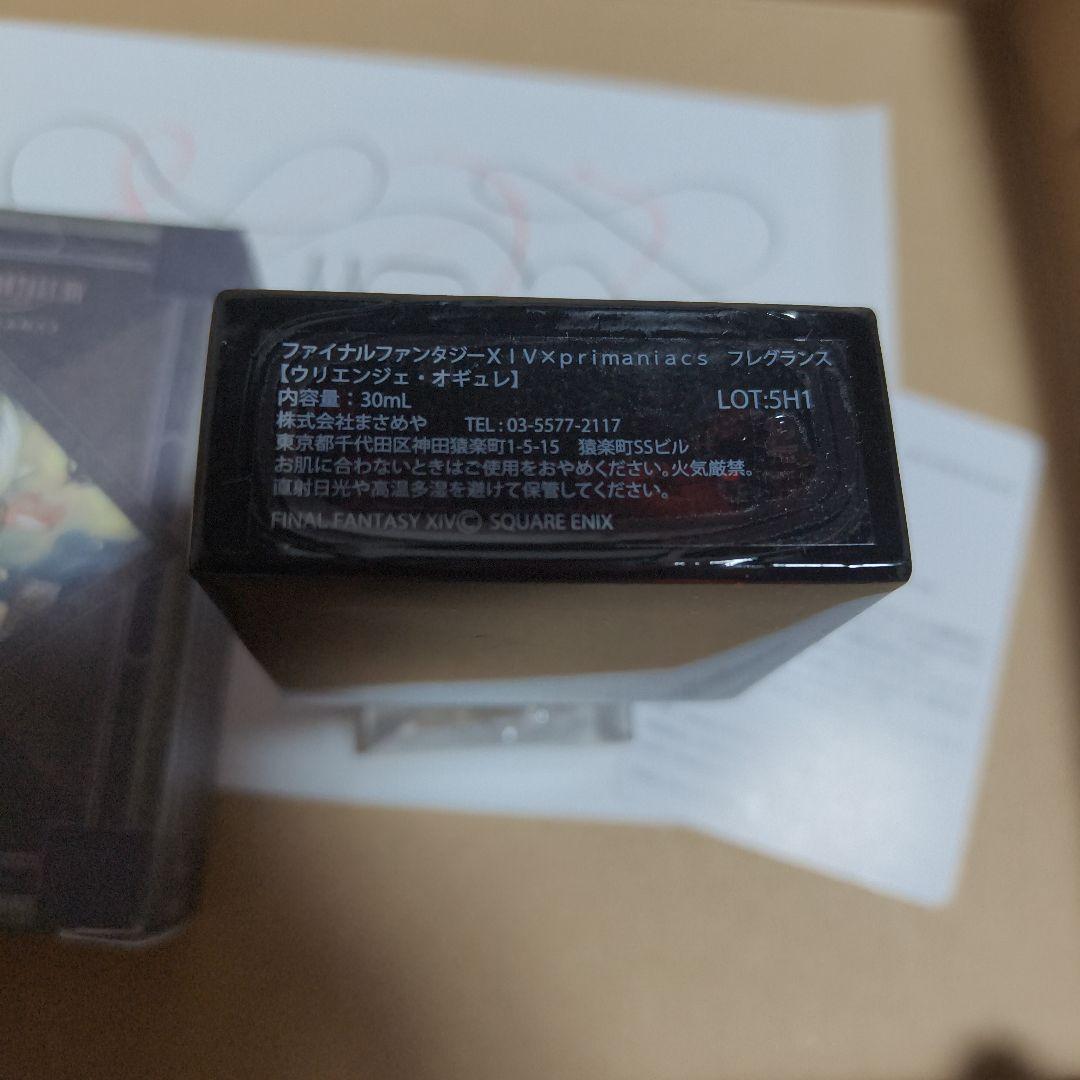 ファイナルファンタジーXIV×primaniacs フレグランス
【ウリエンジェ・オギュレ】
内容量：30mL LOT:5H1
株式会社まさめや TEL : 03-5577-2117
東京都千代田区神田猿楽町1-5-15 猿楽町SSビル
お肌に合わないときはご使用をおやめください。火気厳禁。
直射日光や高温多湿を避けて保管してください。
FINAL FANTASY XIV© SQUARE ENIX